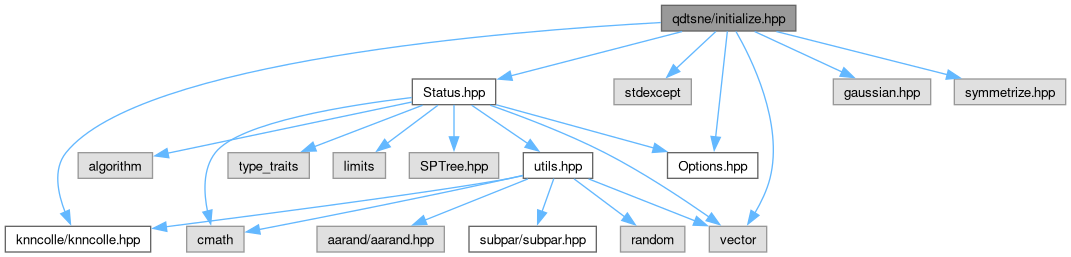 qdtsne/initialize.hpp
Status.hpp
stdexcept
gaussian.hpp
symmetrize.hpp
algorithm
type_traits
limits
SPTree.hpp
utils.hpp
Options.hpp
knncolle/knncolle.hpp
cmath
aarand/aarand.hpp
subpar/subpar.hpp
random
vector